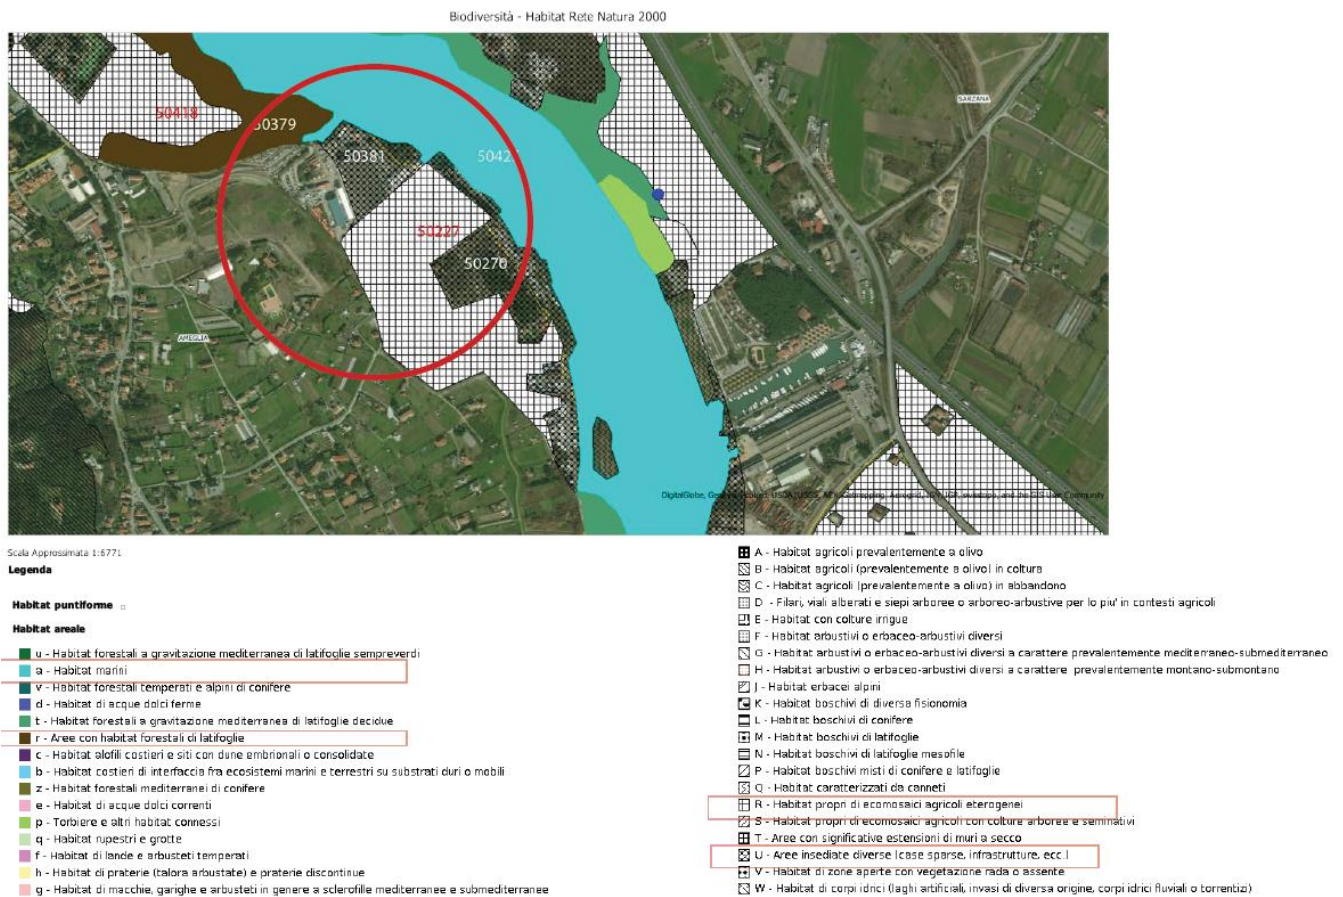 Biodiversità - Habitat Rete Natura 2000
SARZANA
50418
50379
50381
5042
50227
50270
AMEGLIA
Scala Approssimata 1:6771
Legenda
Habitat puntiforme
Habitat areale
u - Habitat forestali a gravitazione mediterranea di latifoglie sempreverdi
a - Habitat marini
v - Habitat forestali temperati e alpini di conifere
d - Habitat di acque dolci ferme
t - Habitat forestali a gravitazione mediterranea di latifoglie decidue
r - Aree con habitat forestali di latifoglie
c - Habitat alofili costieri e siti con dune embrionali o consolidate
b - Habitat costieri di interfaccia fra ecosistemi marini e terrestri su substrati duri o mobili
z - Habitat forestali mediterranei di conifere
e - Habitat di acque dolci correnti
p - Torbiere e altri habitat connessi
q - Habitat rupestri e grotte
f - Habitat di lande e arbusteti temperati
h - Habitat di praterie (talora arbustate) e praterie discontinue
g - Habitat di macchie, garighe e arbusteti in genere a sclerofille mediterranee e submediterranee
A - Habitat agricoli prevalentemente a olivo
B - Habitat agricoli (prevalentemente a olivo) in coltura
C - Habitat agricoli (prevalentemente a olivo) in abbandono
D - Filari, viali alberati e siepi arboree o arboreo-arbustive per lo piu' in contesti agricoli
E - Habitat con colture irrigue
F - Habitat arbustivi o erbaceo-arbustivi diversi
G - Habitat arbustivi o erbaceo-arbustivi diversi a carattere prevalentemente mediterraneo-submediterraneo
H - Habitat arbustivi o erbaceo-arbustivi diversi a carattere prevalentemente montano-submontano
J - Habitat erbacei alpini
K - Habitat boschivi di diversa fisionomia
L - Habitat boschivi di conifere
M - Habitat boschivi di latifoglie
N - Habitat boschivi di latifoglie mesofile
P - Habitat boschivi misti di conifere e latifoglie
Q - Habitat caratterizzati da canneti
R - Habitat propri di ecomosaici agricoli eterogenei
S - Habitat propri di ecomosaici agricoli con colture arboree e seminativi
T - Aree con significative estensioni di muri a secco
U - Aree insediate diverse (case sparse, infrastrutture, ecc.)
V - Habitat di zone aperte con vegetazione rada o assente
W - Habitat di corpi idrici (laghi artificiali, invasi di diversa origine, corpi idrici fluviali o torrentizi)